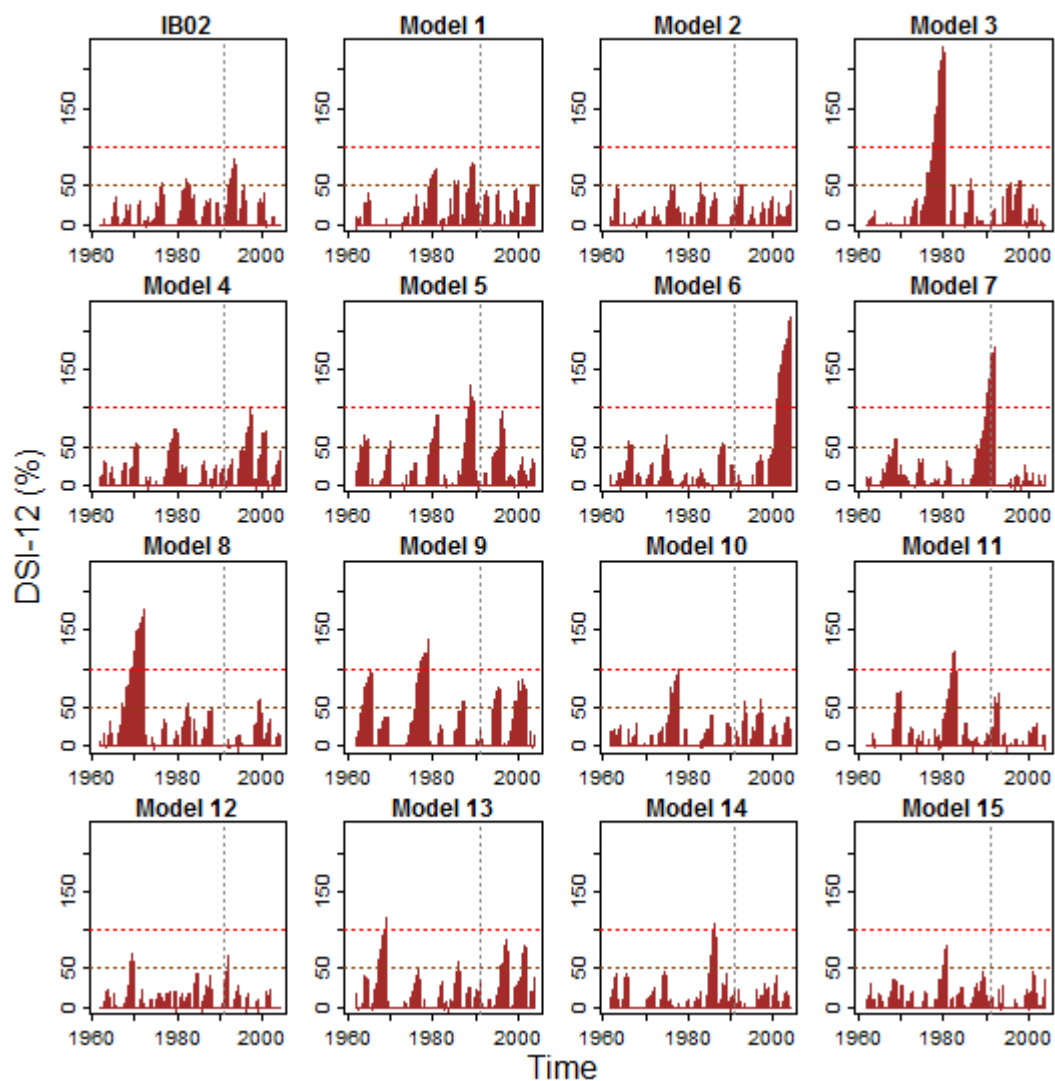 IB02 Model 1 Model 2 Model 3
150 150 150 150
50 50 50 50
0 0 0 0
1960 1980 2000 1960 1980 2000 1960 1980 2000 1960 1980 2000
Model 4 Model 5 Model 6 Model 7
150 150 150 150
50 50 50 50
0 0 0 0
1960 1980 2000 1960 1980 2000 1960 1980 2000 1960 1980 2000
DSI-12 (%)
Model 8 Model 9 Model 10 Model 11
150 150 150 150
50 50 50 50
0 0 0 0
1960 1980 2000 1960 1980 2000 1960 1980 2000 1960 1980 2000
Model 12 Model 13 Model 14 Model 15
150 150 150 150
50 50 50 50
0 0 0 0
1960 1980 2000 1960 1980 2000 1960 1980 2000 1960 1980 2000
Time